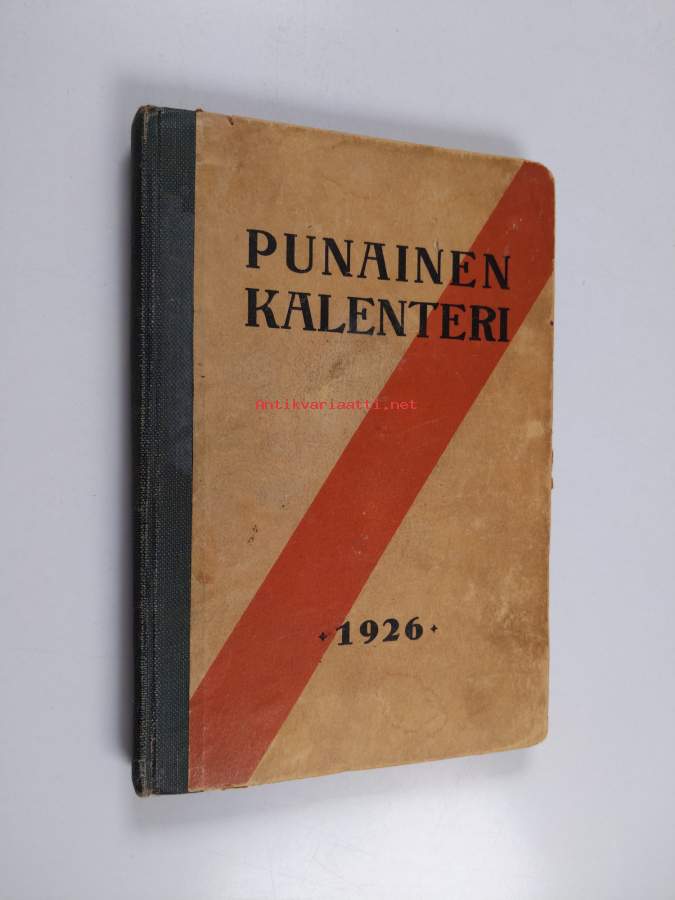 PUNAINEN
KALENTERI
Antikvariaatti.net
1926